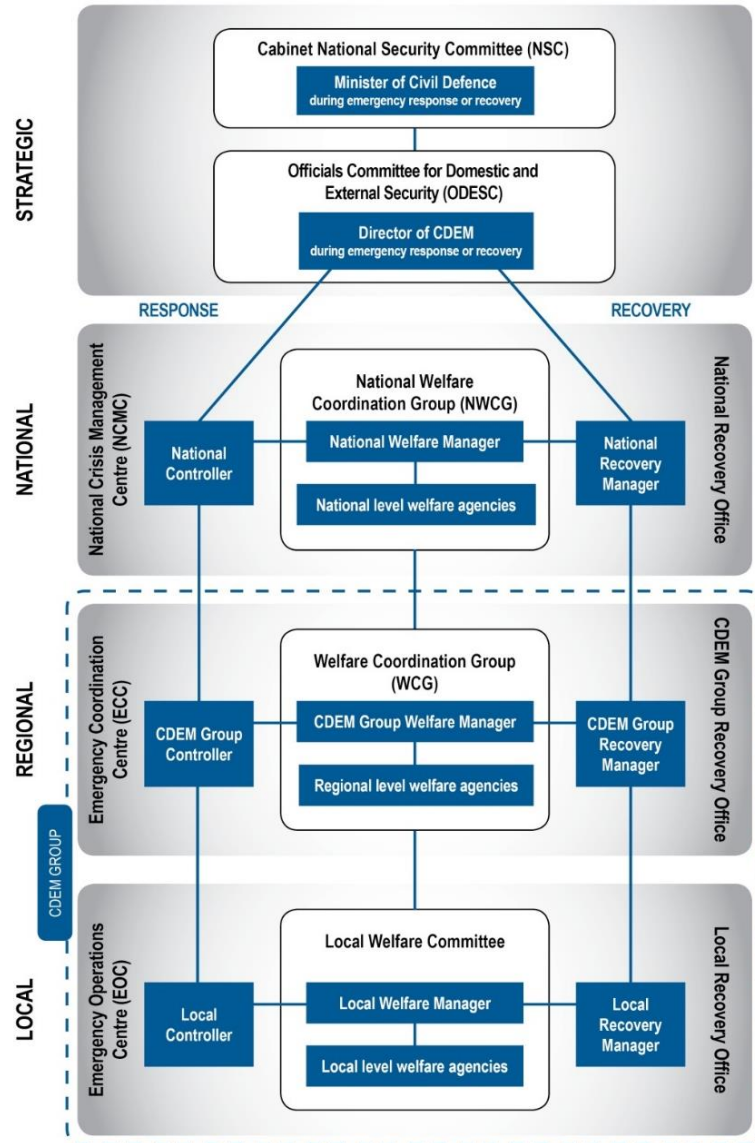 STRATEGIC
Cabinet National Security Committee (NSC)
Minister of Civil Defence
during emergency response or recovery
Officials Committee for Domestic and
External Security (ODESC)
Director of CDEM
during emergency response or recovery
RESPONSE
RECOVERY
NATIONAL
National Crisis Management
Centre (NCMC)
National Welfare
Coordination Group (NWCG)
National
Controller
National Welfare Manager
National level welfare agencies
National
Recovery
Manager
National Recovery Office
CDEM GROUP
REGIONAL
Emergency Coordination
Centre (ECC)
Welfare Coordination Group
(WCG)
CDEM Group
Controller
CDEM Group Welfare Manager
Regional level welfare agencies
CDEM Group
Recovery
Manager
CDEM Group Recovery Office
LOCAL
Emergency Operations
Centre (EOC)
Local Welfare Committee
Local
Controller
Local Welfare Manager
Local level welfare agencies
Local
Recovery
Manager
Local Recovery Office